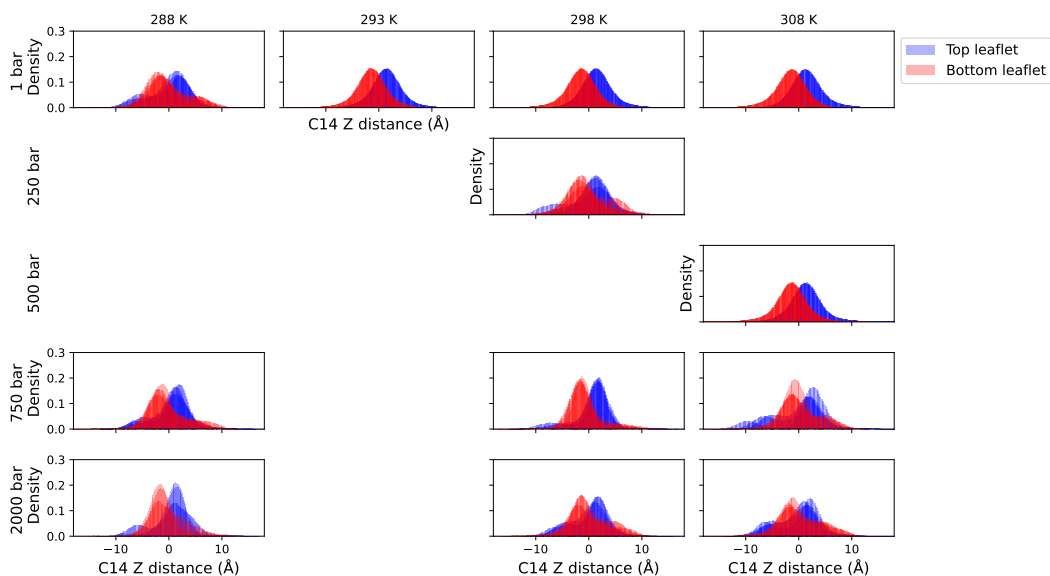 288 K
293 K
298 K
308 K
1 bar
Density
0.3
0.2
0.1
0.0
C14 Z distance (Å)
Top leaflet
Bottom leaflet
250 bar
Density
500 bar
Density
750 bar
Density
0.3
0.2
0.1
0.0
2000 bar
Density
0.3
0.2
0.1
0.0
−10 0 10
−10 0 10
−10 0 10
C14 Z distance (Å)
C14 Z distance (Å)
C14 Z distance (Å)